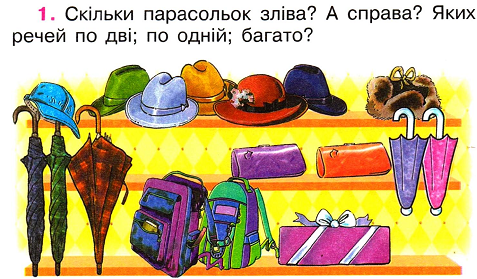 1. Скільки парасольок зліва? А справа? Яких
речей по дві; по одній; багато?